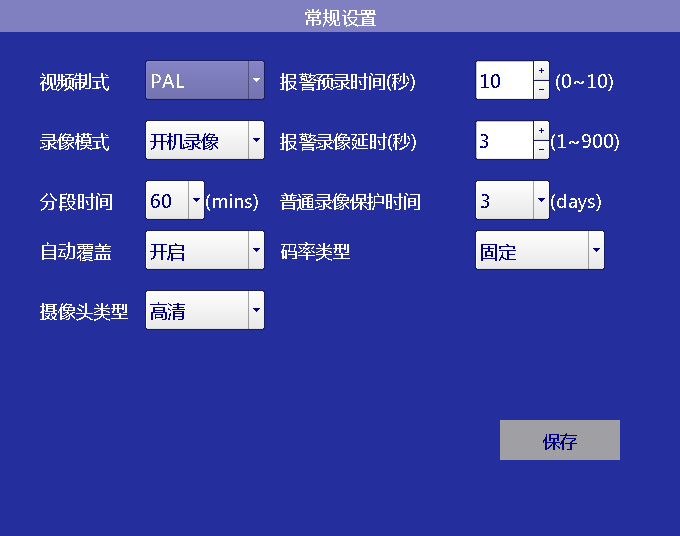 常规设置
视频制式 PAL 报警预录时间(秒) 10 + - (0~10)
录像模式 开机录像 报警录像延时(秒) 3 + - (1~900)
分段时间 60 (mins) 普通录像保护时间 3 (days)
自动覆盖 开启 码率类型 固定
摄像头类型 高清
保存